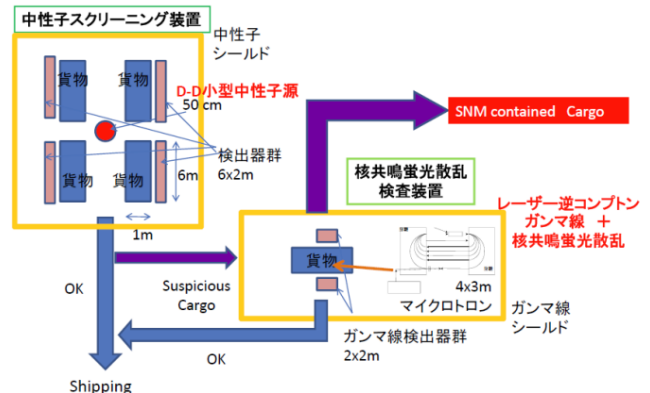 中性子スクリーニング装置
中性子
シールド
貨物
貨物
D-D小型中性子源
50 cm
検出器群
6x2m
貨物
貨物
6m
1m
SNM contained Cargo
核共鳴蛍光散乱
検査装置
レーザー逆コンプトン
ガンマ線 +
核共鳴蛍光散乱
OK
Suspicious
Cargo
貨物
4x3m
マイクロトロン
ガンマ線
シールド
ガンマ線検出器群
2x2m
OK
Shipping